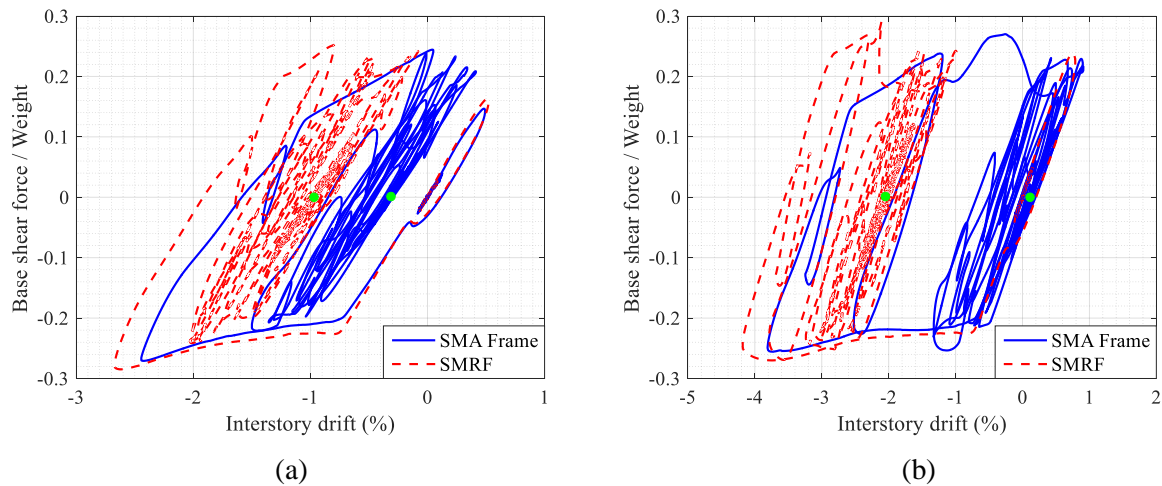 0.3
0.2
0.1
0
-0.1
-0.2
-0.3
Base shear force / Weight
-3
-2
-1
0
1
Interstory drift (%)
SMA Frame
SMRF
(a)
0.3
0.2
0.1
0
-0.1
-0.2
-0.3
Base shear force / Weight
-5
-4
-3
-2
-1
0
1
2
Interstory drift (%)
SMA Frame
SMRF
(b)